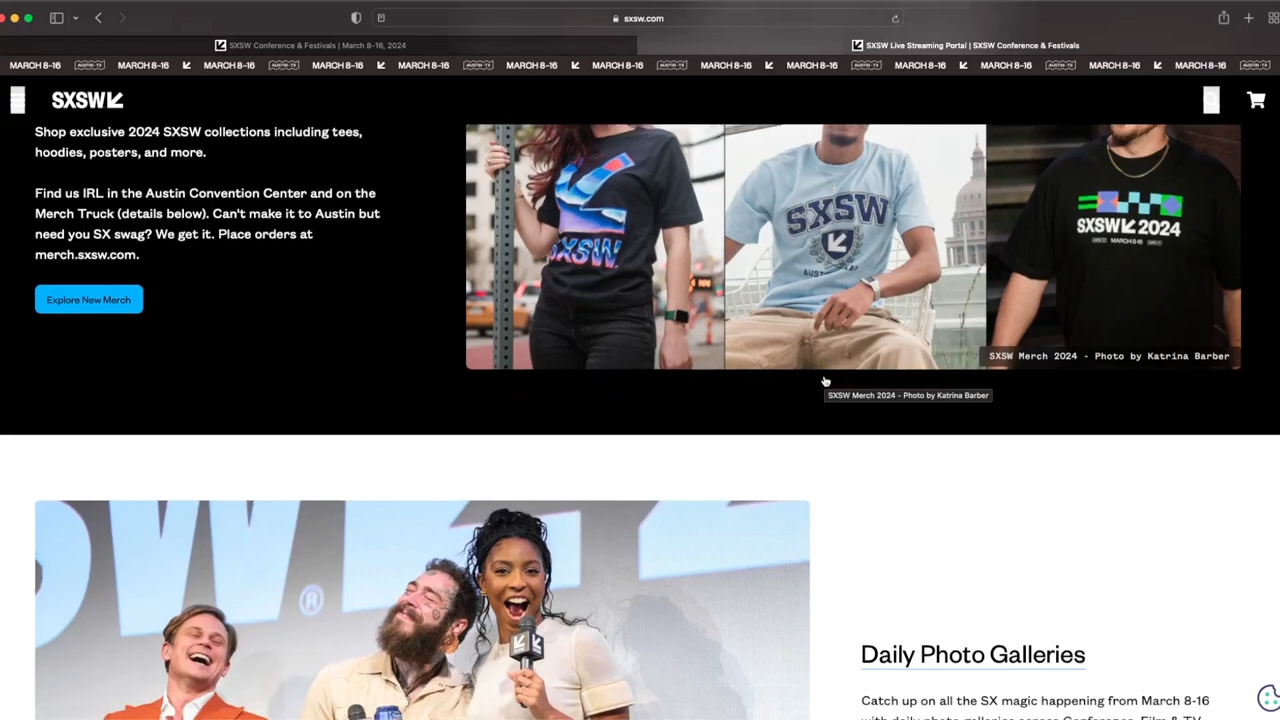 sxsw.com
SXSW Conference & Festivals | March 8-16, 2024
SXSW Live Streaming Portal | SXSW Conference & Festivals
MARCH 8-16 AUSTIN-TX MARCH 8-16 MARCH 8-16 AUSTIN-TX MARCH 8-16 MARCH 8-16 AUSTIN-TX MARCH 8-16 MARCH 8-16 AUSTIN-TX MARCH 8-16 MARCH 8-16 AUSTIN-TX MARCH 8-16 MARCH 8-16 AUSTIN-TX MARCH 8-16 MARCH 8-16 AUSTIN-TX
SXSW
Shop exclusive 2024 SXSW collections including tees,
hoodies, posters, and more.
Find us IRL in the Austin Convention Center and on the
Merch Truck (details below). Can't make it to Austin but
need you SX swag? We get it. Place orders at
merch.sxsw.com.
Explore New Merch
SXSW.
SXSW
SXSW 2024
MARCH 8-16
SXSW Merch 2024 - Photo by Katrina Barber
SXSW Merch 2024 - Photo by Katrina Barber
®
Daily Photo Galleries
Catch up on all the SX magic happening from March 8-16
with daily photo galleries across Conference, Film & TV